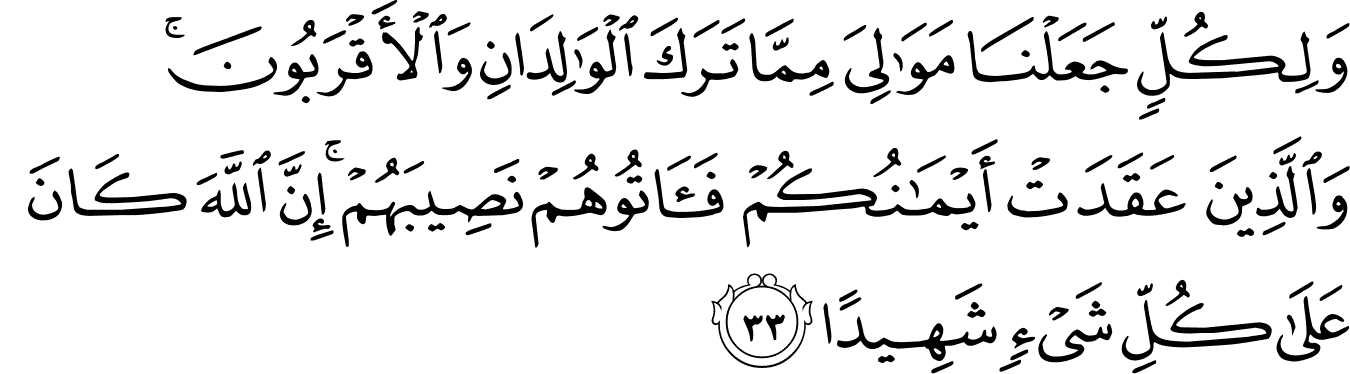 وَلِكُلٍّ جَعَلْنَا مَوَٰلِىَ مِمَّا تَرَكَ ٱلْوَٰلِدَانِ وَٱلْأَقْرَبُونَ ۚ
وَٱلَّذِينَ عَقَدَتْ أَيْمَـٰنُكُمْ فَـَٔاتُوهُمْ نَصِيبَهُمْ ۚ إِنَّ ٱللَّهَ كَانَ
عَلَىٰ كُلِّ شَىْءٍ شَهِيدًا ٣٣